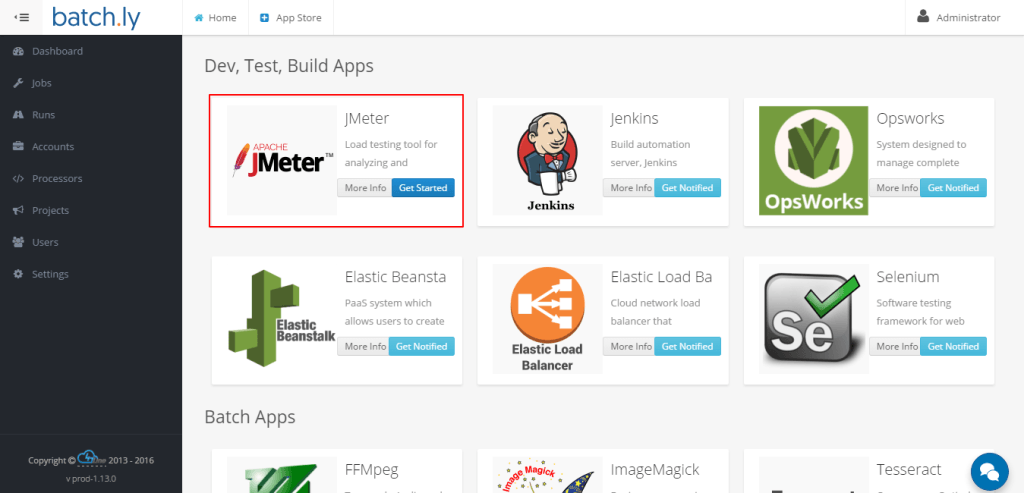 batch.ly
Home
App Store
Administrator
Dashboard
Jobs
Runs
Accounts
Processors
Projects
Users
Settings
Copyright © 2013 - 2016
v prod-1.13.0
Dev, Test, Build Apps
APACHE
JMeter™
JMeter
Load testing tool for
analyzing and
More Info
Get Started
Jenkins
Jenkins
Build automation
server, Jenkins
More Info
Get Notified
OpsWorks
Opsworks
System designed to
manage complete
More Info
Get Notified
Elastic
Beanstalk
Elastic Beansta
PaaS system which
allows users to create
More Info
Get Notified
Elastic Load
Balancer
Elastic Load Ba
Cloud network load
balancer that
More Info
Get Notified
Se
Selenium
Software testing
framework for web
More Info
Get Notified
Batch Apps
FFMpeg
Image Magick
ImageMagick
Tesseract